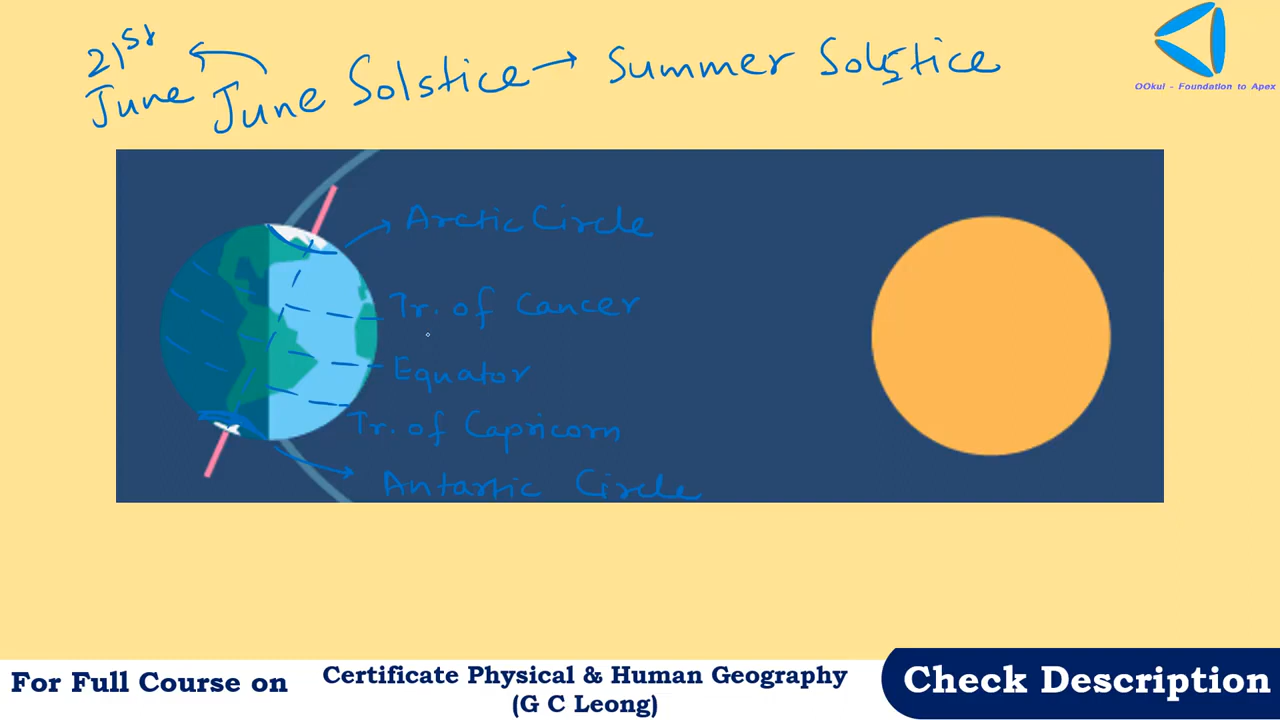 21st
June June Solstice → Summer Solstice
OOkul - Foundation to Apex
Arctic Circle
Tr. of Cancer
Equator
Tr. of Capricorn
Antartic Circle
For Full Course on
Certificate Physical & Human Geography
(G C Leong)
Check Description